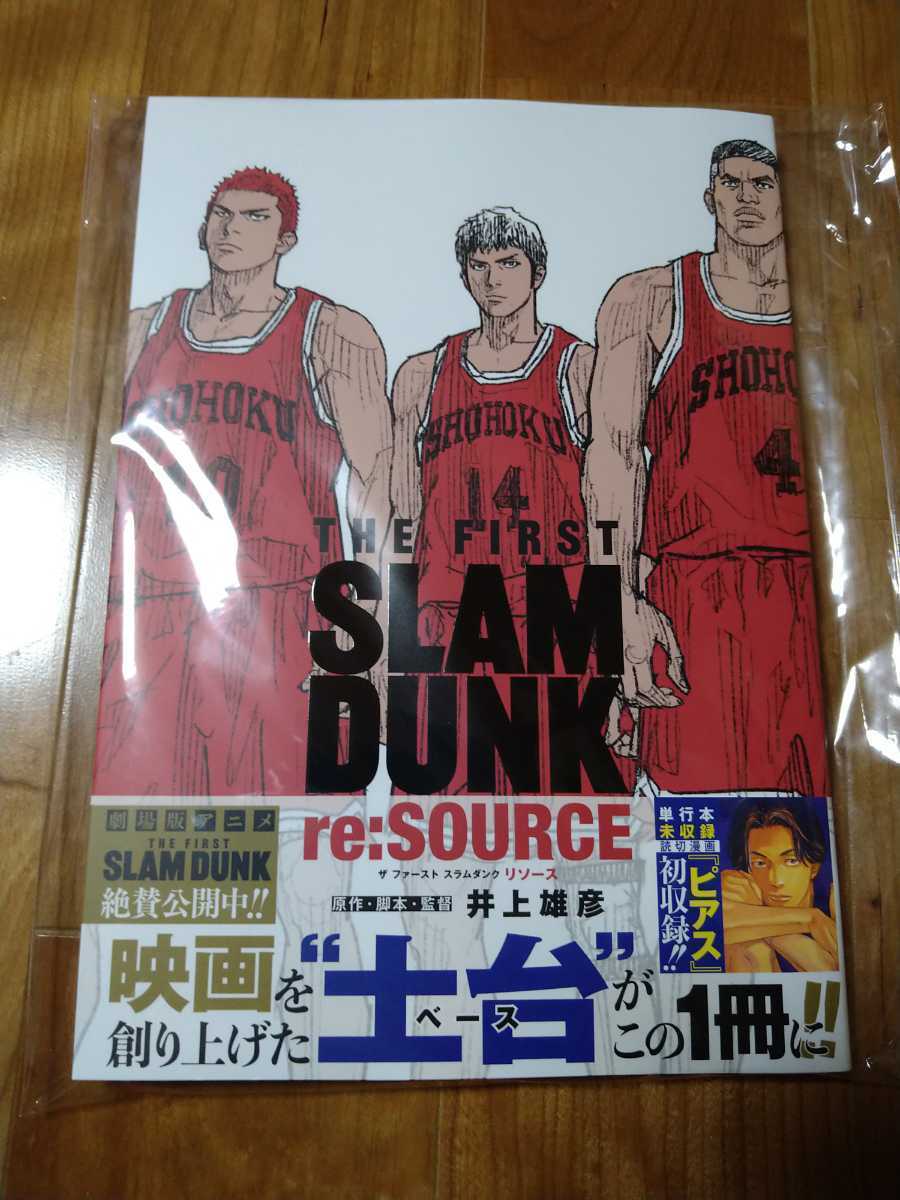 SHOHOKU
10
SHOHOKU
14
SHOHO
4
THE FIRST
SLAM
DUNK
re:SOURCE
ザ ファースト スラムダンク リソース
原作・脚本・監督 井上雄彦
劇場版アニメ
THE FIRST
SLAM DUNK
絶賛公開中!!
単行本
未収録
読切漫画
『ピアス』
初収録!!
映画を“土台”が
ベース
創り上げた この1冊に!!